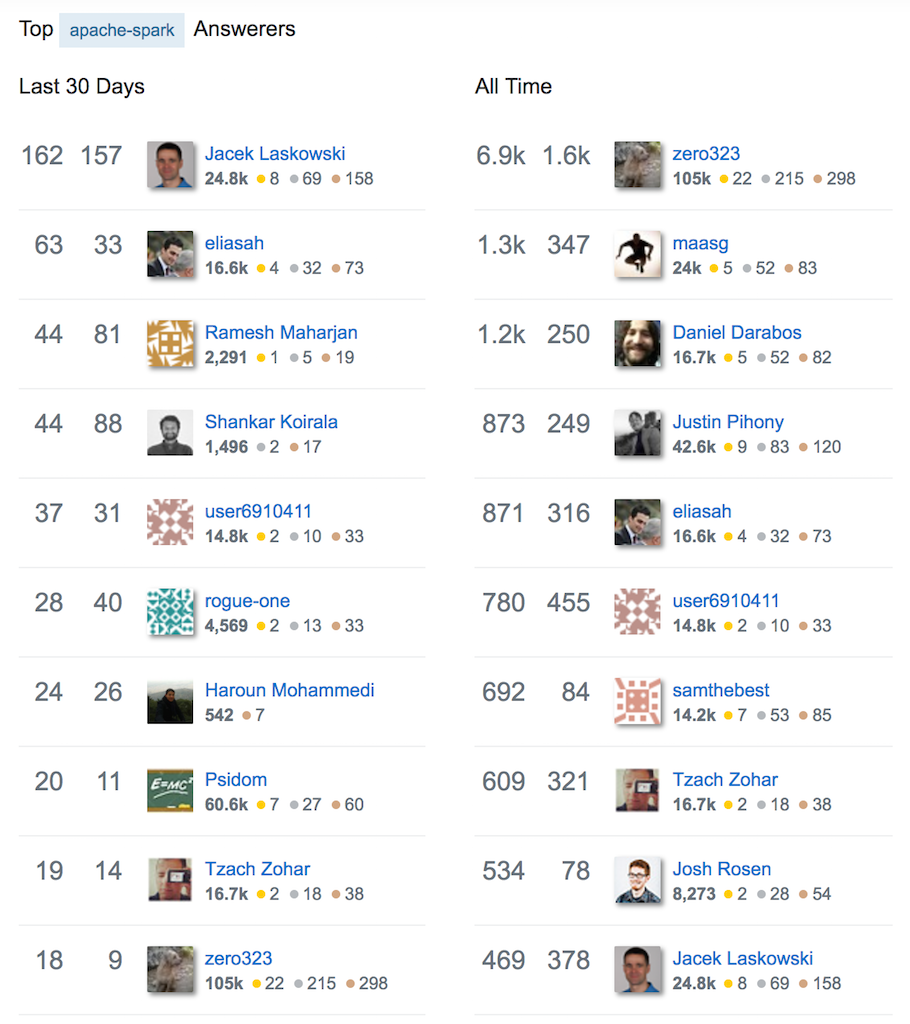 Top apache-spark Answerers
Last 30 Days
162 157 Jacek Laskowski
24.8k 8 69 158
63 33 eliasah
16.6k 4 32 73
44 81 Ramesh Maharjan
2,291 1 5 19
44 88 Shankar Koirala
1,496 2 17
37 31 user6910411
14.8k 2 10 33
28 40 rogue-one
4,569 2 13 33
24 26 Haroun Mohammedi
542 7
20 11 E=MC² Psidom
60.6k 7 27 60
19 14 Tzach Zohar
16.7k 2 18 38
18 9 zero323
105k 22 215 298
All Time
6.9k 1.6k zero323
105k 22 215 298
1.3k 347 maasg
24k 5 52 83
1.2k 250 Daniel Darabos
16.7k 5 52 82
873 249 Justin Pihony
42.6k 9 83 120
871 316 eliasah
16.6k 4 32 73
780 455 user6910411
14.8k 2 10 33
692 84 samthebest
14.2k 7 53 85
609 321 Tzach Zohar
16.7k 2 18 38
534 78 Josh Rosen
8,273 2 28 54
469 378 Jacek Laskowski
24.8k 8 69 158